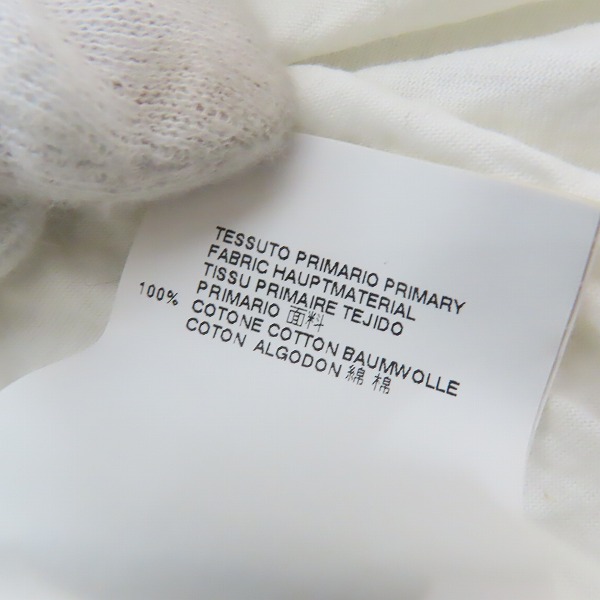 TESSUTO PRIMARIO PRIMARY
FABRIC HAUPTMATERIAL
TISSU PRIMAIRE TEJIDO
100% PRIMARIO 面料
COTONE COTTON BAUMWOLLE
COTON ALGODON 綿 棉